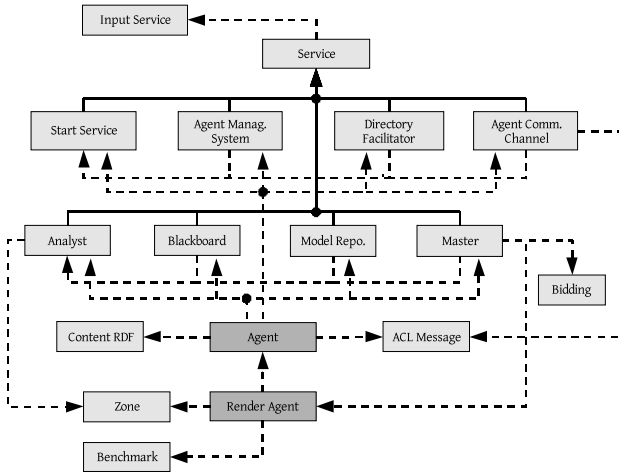 Input Service
Service
Start Service
Agent Manag.
System
Directory
Facilitator
Agent Comm.
Channel
Analyst
Blackboard
Model Repo.
Master
Bidding
Content RDF
Agent
ACL Message
Zone
Render Agent
Benchmark